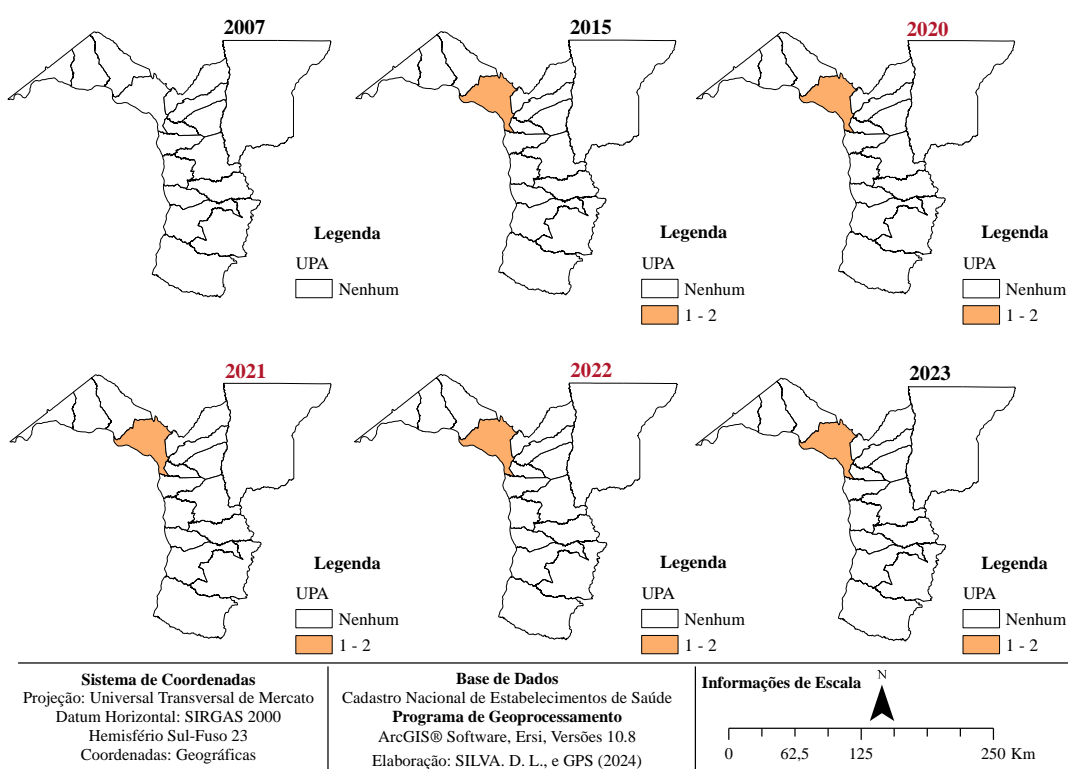 2007
Legenda
UPA
Nenhum
2015
Legenda
UPA
Nenhum
1 - 2
2020
Legenda
UPA
Nenhum
1 - 2
2021
Legenda
UPA
Nenhum
1 - 2
2022
Legenda
UPA
Nenhum
1 - 2
2023
Legenda
UPA
Nenhum
1 - 2
Sistema de Coordenadas
Projeção: Universal Transversal de Mercato
Datum Horizontal: SIRGAS 2000
Hemisfério Sul-Fuso 23
Coordenadas: Geográficas
Base de Dados
Cadastro Nacional de Estabelecimentos de Saúde
Programa de Geoprocessamento
ArcGIS® Software, Ersi, Versões 10.8
Elaboração: SILVA. D. L., e GPS (2024)
Informações de Escala
N
0 62,5 125 250 Km